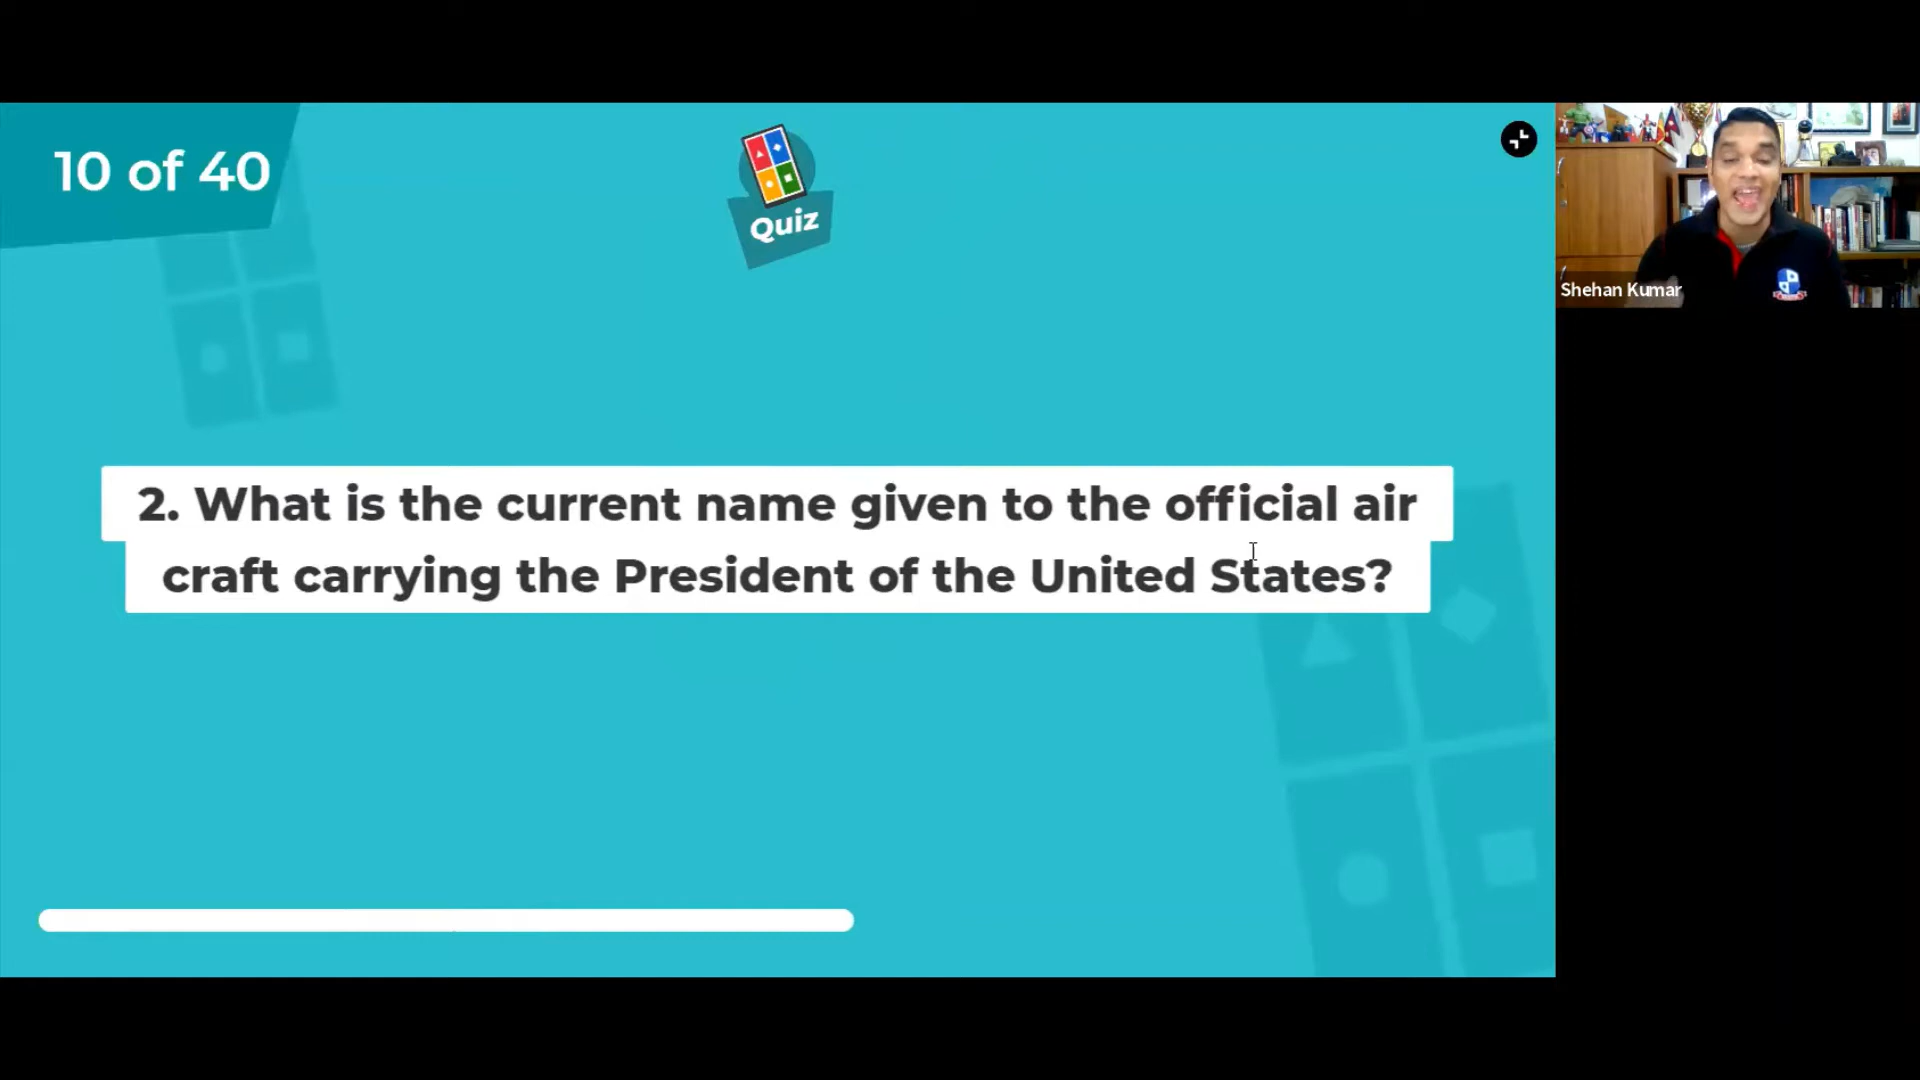 10 of 40
Quiz
Shehan Kumar
2. What is the current name given to the official air
craft carrying the President of the United States?